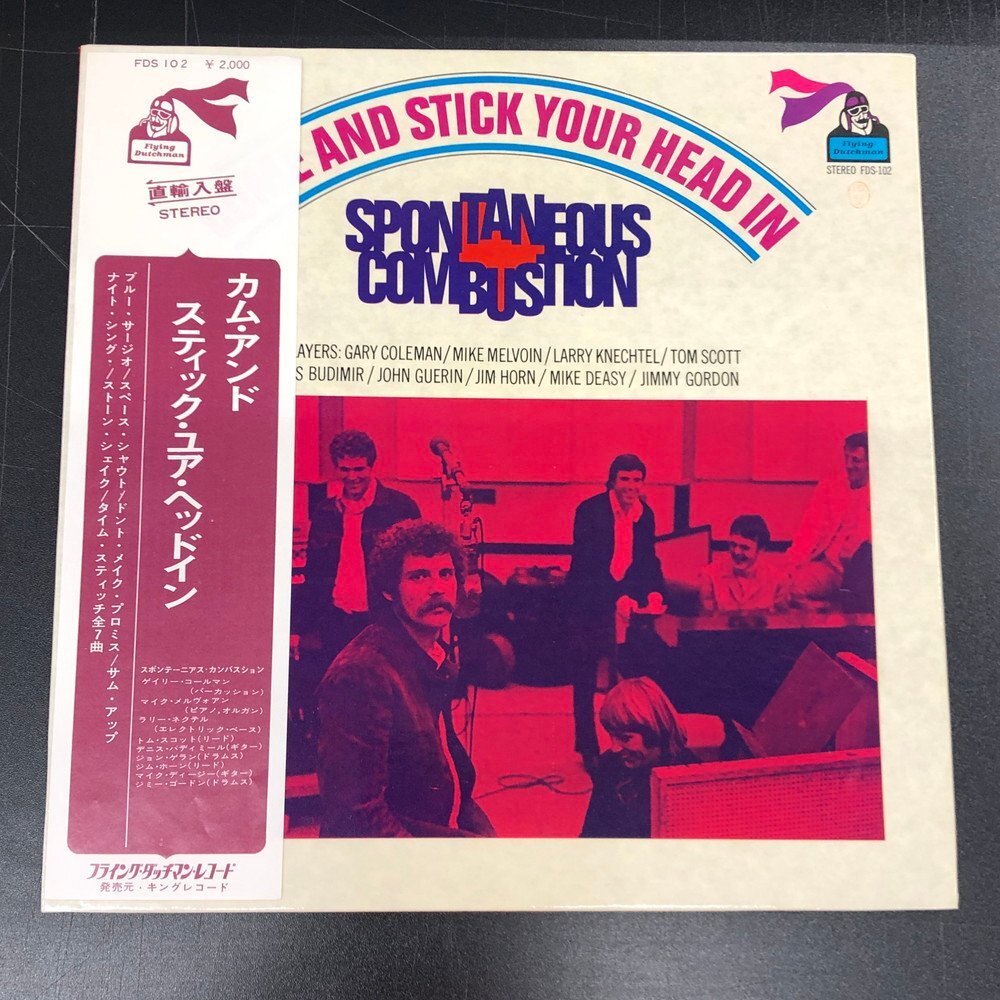 FDS 102 ¥ 2,000
Flying
Dutchman
直輸入盤
STEREO
カム・アンド
スティック・ユア・ヘッドイン
ブルー・サージオ/スペース・シャウト/ドント・メイク・プロミス/サム・アップ
ナイト・シング・/ストーン・シェイク/タイム・スティッチ全7曲
スポンテーニアス・カンバスション
ゲイリー・コールマン
(パーカッション)
マイク・メルヴォアン
(ピアノ,オルガン)
ラリー・ネクテル
(エレクトリック・ベース)
トム・スコット(リード)
デニス・バディミール(ギター)
ジョン・ゲラン(ドラムス)
ジム・ホーン(リード)
マイク・ディージー(ギター)
ジミー・ゴードン(ドラムス)
フライング・ダッチマン・レコード
発売元・キングレコード
E AND STICK YOUR HEAD IN
Flying
Dutchman
STEREO FDS-102
SPONTANEOUS
COMBUSTION
AYERS: GARY COLEMAN/MIKE MELVOIN/LARRY KNECHTEL/TOM SCOTT
S BUDIMIR/JOHN GUERIN/JIM HORN/MIKE DEASY/JIMMY GORDON